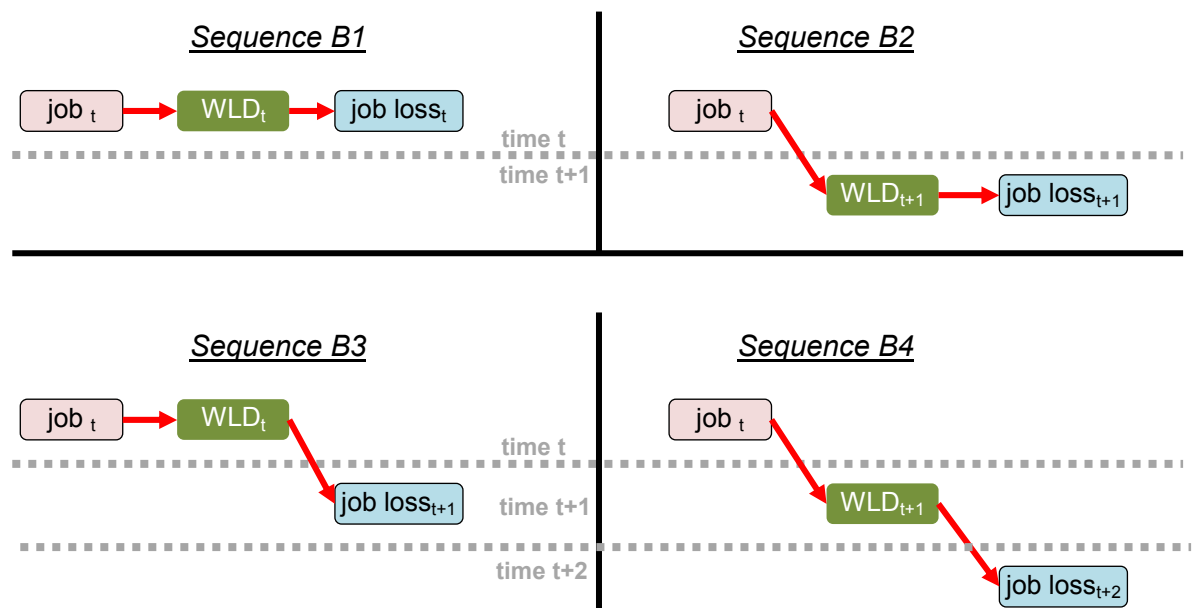 Sequence B1
job t
WLDt
job losst
time t
time t+1
Sequence B2
job t
WLDt+1
job losst+1
Sequence B3
job t
WLDt
time t
job losst+1
time t+1
time t+2
Sequence B4
job t
WLDt+1
job losst+2